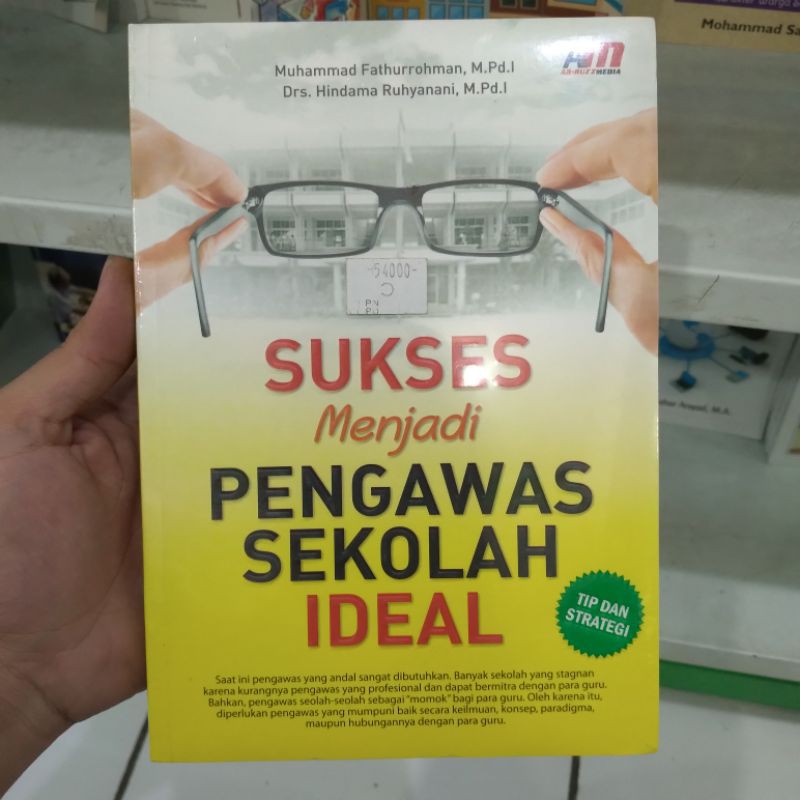 Mohammad Sa
Muhammad Fathurrohman, M.Pd.I
Drs. Hindama Ruhyanani, M.Pd.I
AR-RUZZ MEDIA
-54000-
SUKSES
Menjadi
PENGAWAS
SEKOLAH
IDEAL
TIP DAN
STRATEGI
Saat ini pengawas yang andal sangat dibutuhkan. Banyak sekolah yang stagnan
karena kurangnya pengawas yang profesional dan dapat bermitra dengan para guru.
Bahkan, pengawas seolah-seolah sebagai "momok" bagi para guru. Oleh karena itu,
diperlukan pengawas yang mumpuni baik secara keilmuan, konsep, paradigma,
maupun hubungannya dengan para guru.